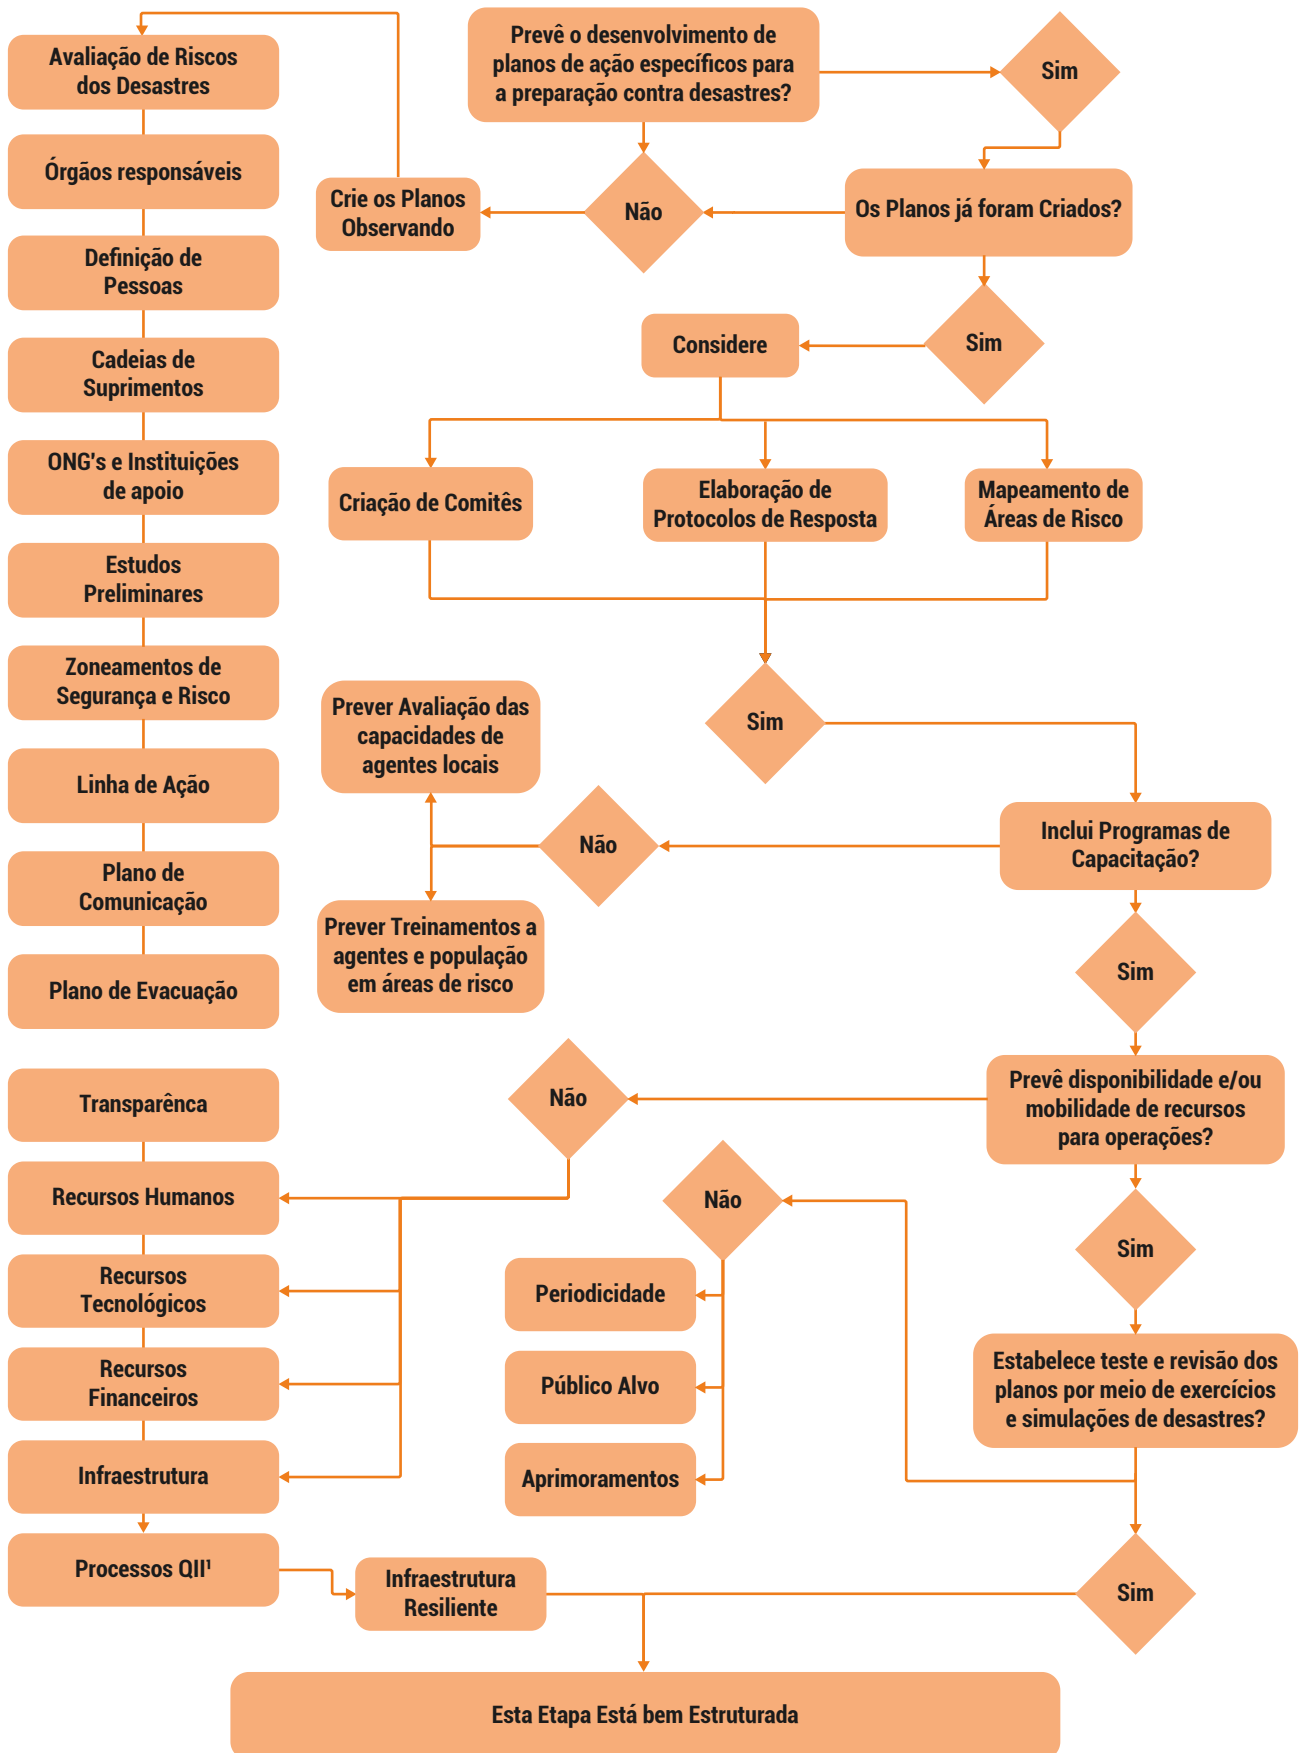 Prevê o desenvolvimento de
planos de ação específicos para
a preparação contra desastres?
Sim
Avaliação de Riscos
dos Desastres
Órgãos responsáveis
Definição de
Pessoas
Cadeias de
Suprimentos
ONG's e Instituições
de apoio
Estudos
Preliminares
Zoneamentos de
Segurança e Risco
Linha de Ação
Plano de
Comunicação
Plano de Evacuação
Crie os Planos
Observando
Não
Os Planos já foram Criados?
Sim
Considere
Criação de Comitês
Elaboração de
Protocolos de Resposta
Mapeamento de
Áreas de Risco
Sim
Prever Avaliação das
capacidades de
agentes locais
Não
Inclui Programas de
Capacitação?
Prever Treinamentos a
agentes e população
em áreas de risco
Sim
Não
Prevê disponibilidade e/ou
mobilidade de recursos
para operações?
Transparênca
Recursos Humanos
Recursos
Tecnológicos
Recursos
Financeiros
Infraestrutura
Processos QII¹
Não
Sim
Periodicidade
Público Alvo
Aprimoramentos
Estabelece teste e revisão dos
planos por meio de exercícios
e simulações de desastres?
Infraestrutura
Resiliente
Sim
Esta Etapa Está bem Estruturada